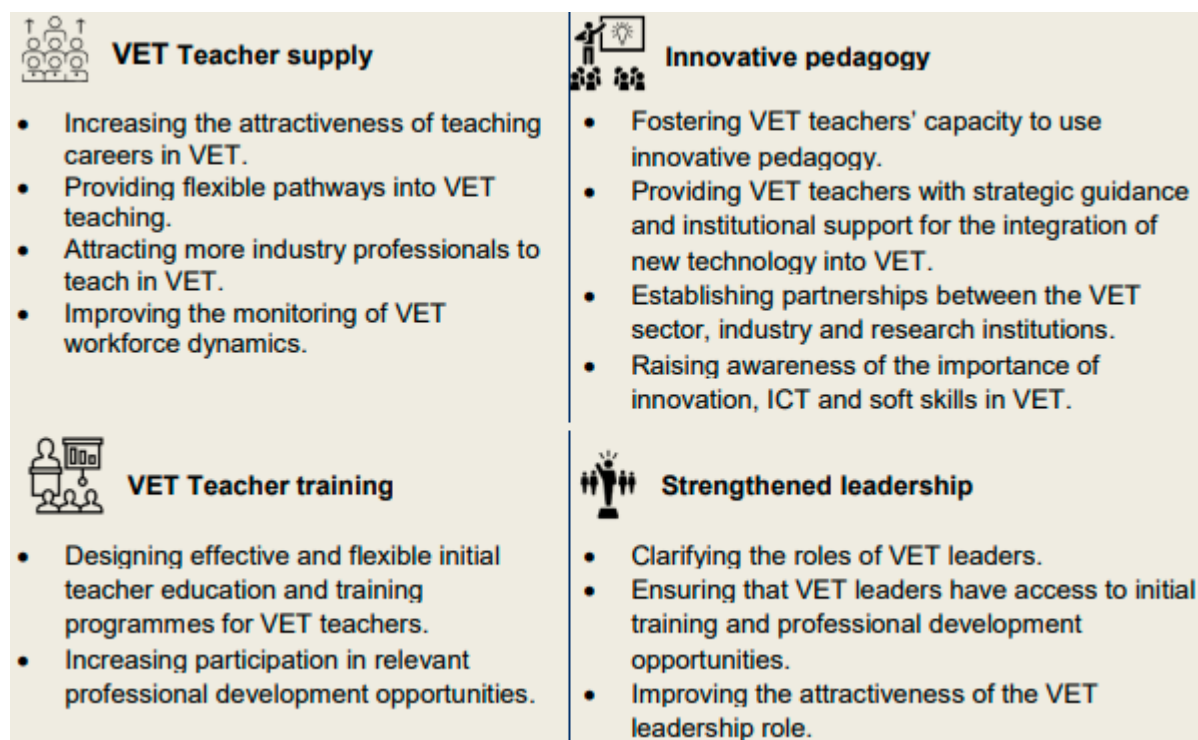 VET Teacher supply
• Increasing the attractiveness of teaching
careers in VET.
• Providing flexible pathways into VET
teaching.
• Attracting more industry professionals to
teach in VET.
• Improving the monitoring of VET
workforce dynamics.
Innovative pedagogy
• Fostering VET teachers’ capacity to use
innovative pedagogy.
• Providing VET teachers with strategic guidance
and institutional support for the integration of
new technology into VET.
• Establishing partnerships between the VET
sector, industry and research institutions.
• Raising awareness of the importance of
innovation, ICT and soft skills in VET.
VET Teacher training
• Designing effective and flexible initial
teacher education and training
programmes for VET teachers.
• Increasing participation in relevant
professional development opportunities.
Strengthened leadership
• Clarifying the roles of VET leaders.
• Ensuring that VET leaders have access to initial
training and professional development
opportunities.
• Improving the attractiveness of the VET
leadership role.